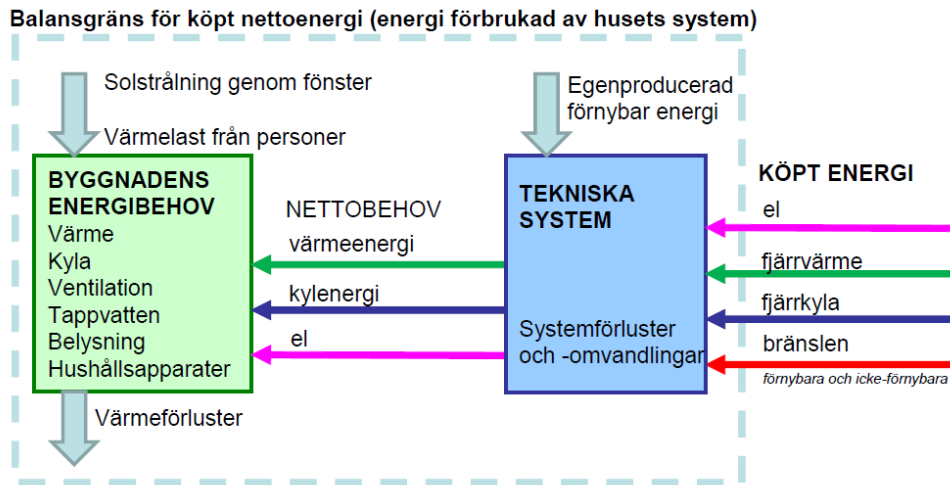 Balansgräns för köpt nettoenergi (energi förbrukad av husets system)
Solstrålning genom fönster
Värmelast från personer
BYGGNADENS
ENERGIBEHOV
Värme
Kyla
Ventilation
Tappvatten
Belysning
Hushållsapparater
Värmeförluster
NETTOBEHOV
värmeenergi
kylenergi
el
Egenproducerad
förnybar energi
TEKNISKA
SYSTEM
Systemförluster
och -omvandlingar
KÖPT ENERGI
el
fjärrvärme
fjärrkyla
bränslen
förnybara och icke-förnybara